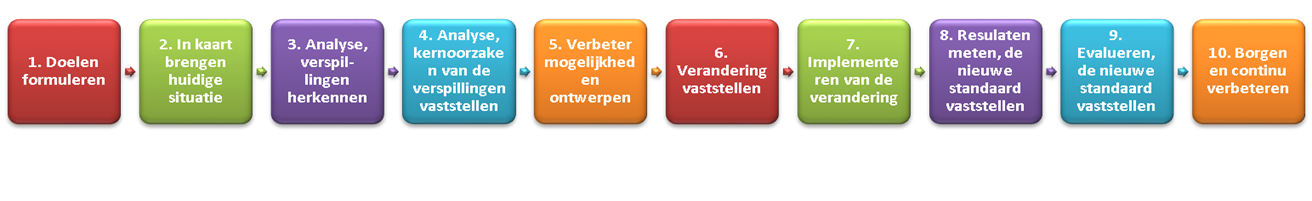 1. Doelen
formuleren
2. In kaart
brengen
huidige
situatie
3. Analyse,
verspil-
lingen
herkennen
4. Analyse,
kernoorzake
n van de
verspillingen
vaststellen
5. Verbeter
mogelijkhed
en
ontwerpen
6.
Verandering
vaststellen
7.
Implemente
ren van de
verandering
8. Resulaten
meten, de
nieuwe
standaard
vaststellen
9.
Evalueren,
de nieuwe
standaard
vaststellen
10. Borgen
en continu
verbeteren